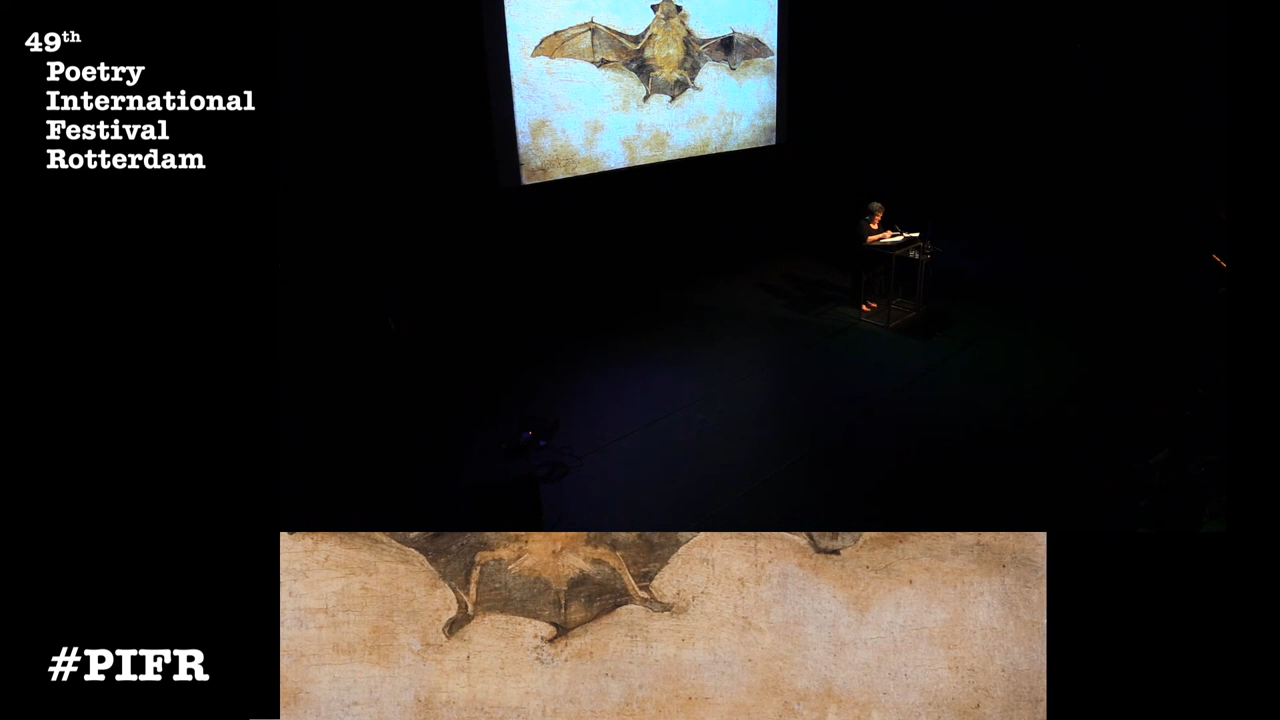 49th
Poetry
International
Festival
Rotterdam
#PIFR